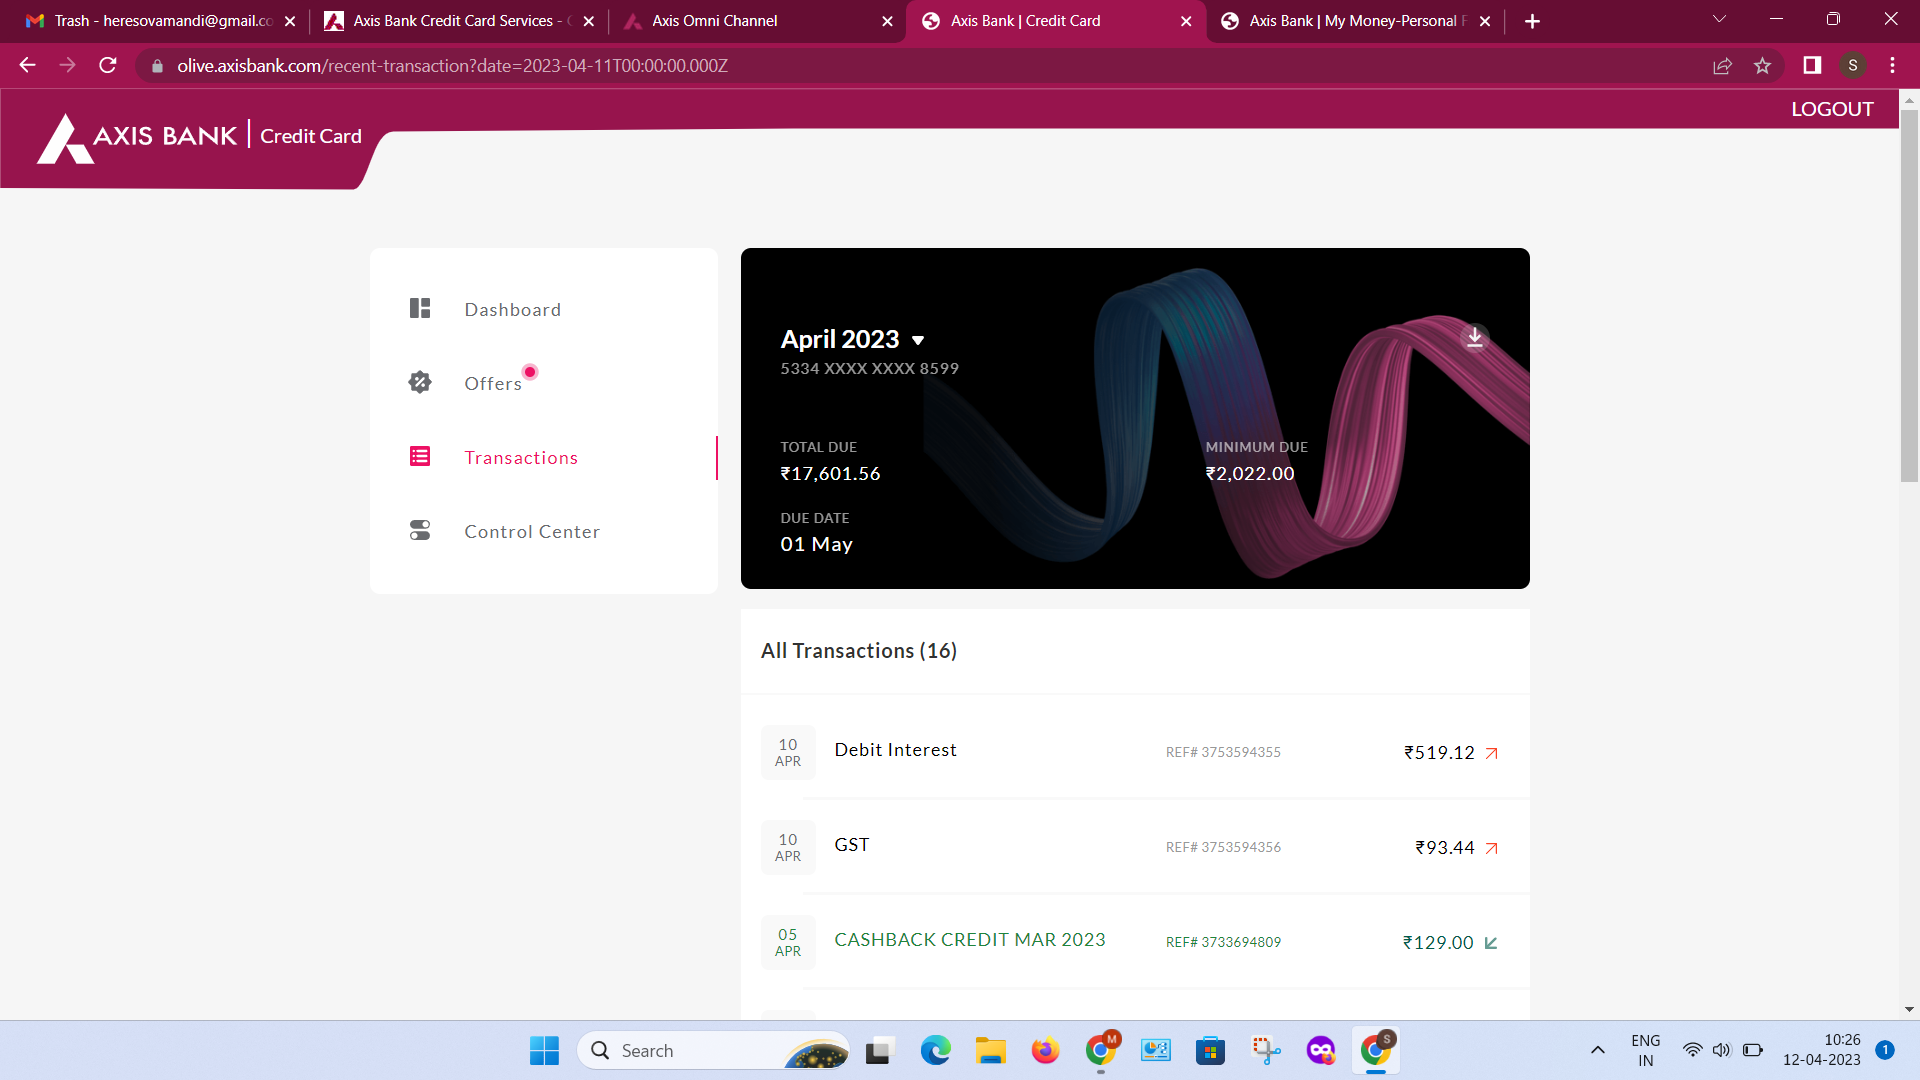 Trash - heresovamandi@gmail.co
Axis Bank Credit Card Services -
Axis Omni Channel
Axis Bank | Credit Card
Axis Bank | My Money-Personal F
olive.axisbank.com/recent-transaction?date=2023-04-11T00:00:00.000Z
S
LOGOUT
AXIS BANK | Credit Card
Dashboard
Offers
Transactions
Control Center
April 2023
5334 XXXX XXXX 8599
TOTAL DUE
₹17,601.56
MINIMUM DUE
₹2,022.00
DUE DATE
01 May
All Transactions (16)
10 APR
Debit Interest
REF# 3753594355
₹519.12
10 APR
GST
REF# 3753594356
₹93.44
05 APR
CASHBACK CREDIT MAR 2023
REF# 3733694809
₹129.00
Search
M
S
ENG
IN
10:26
12-04-2023
1